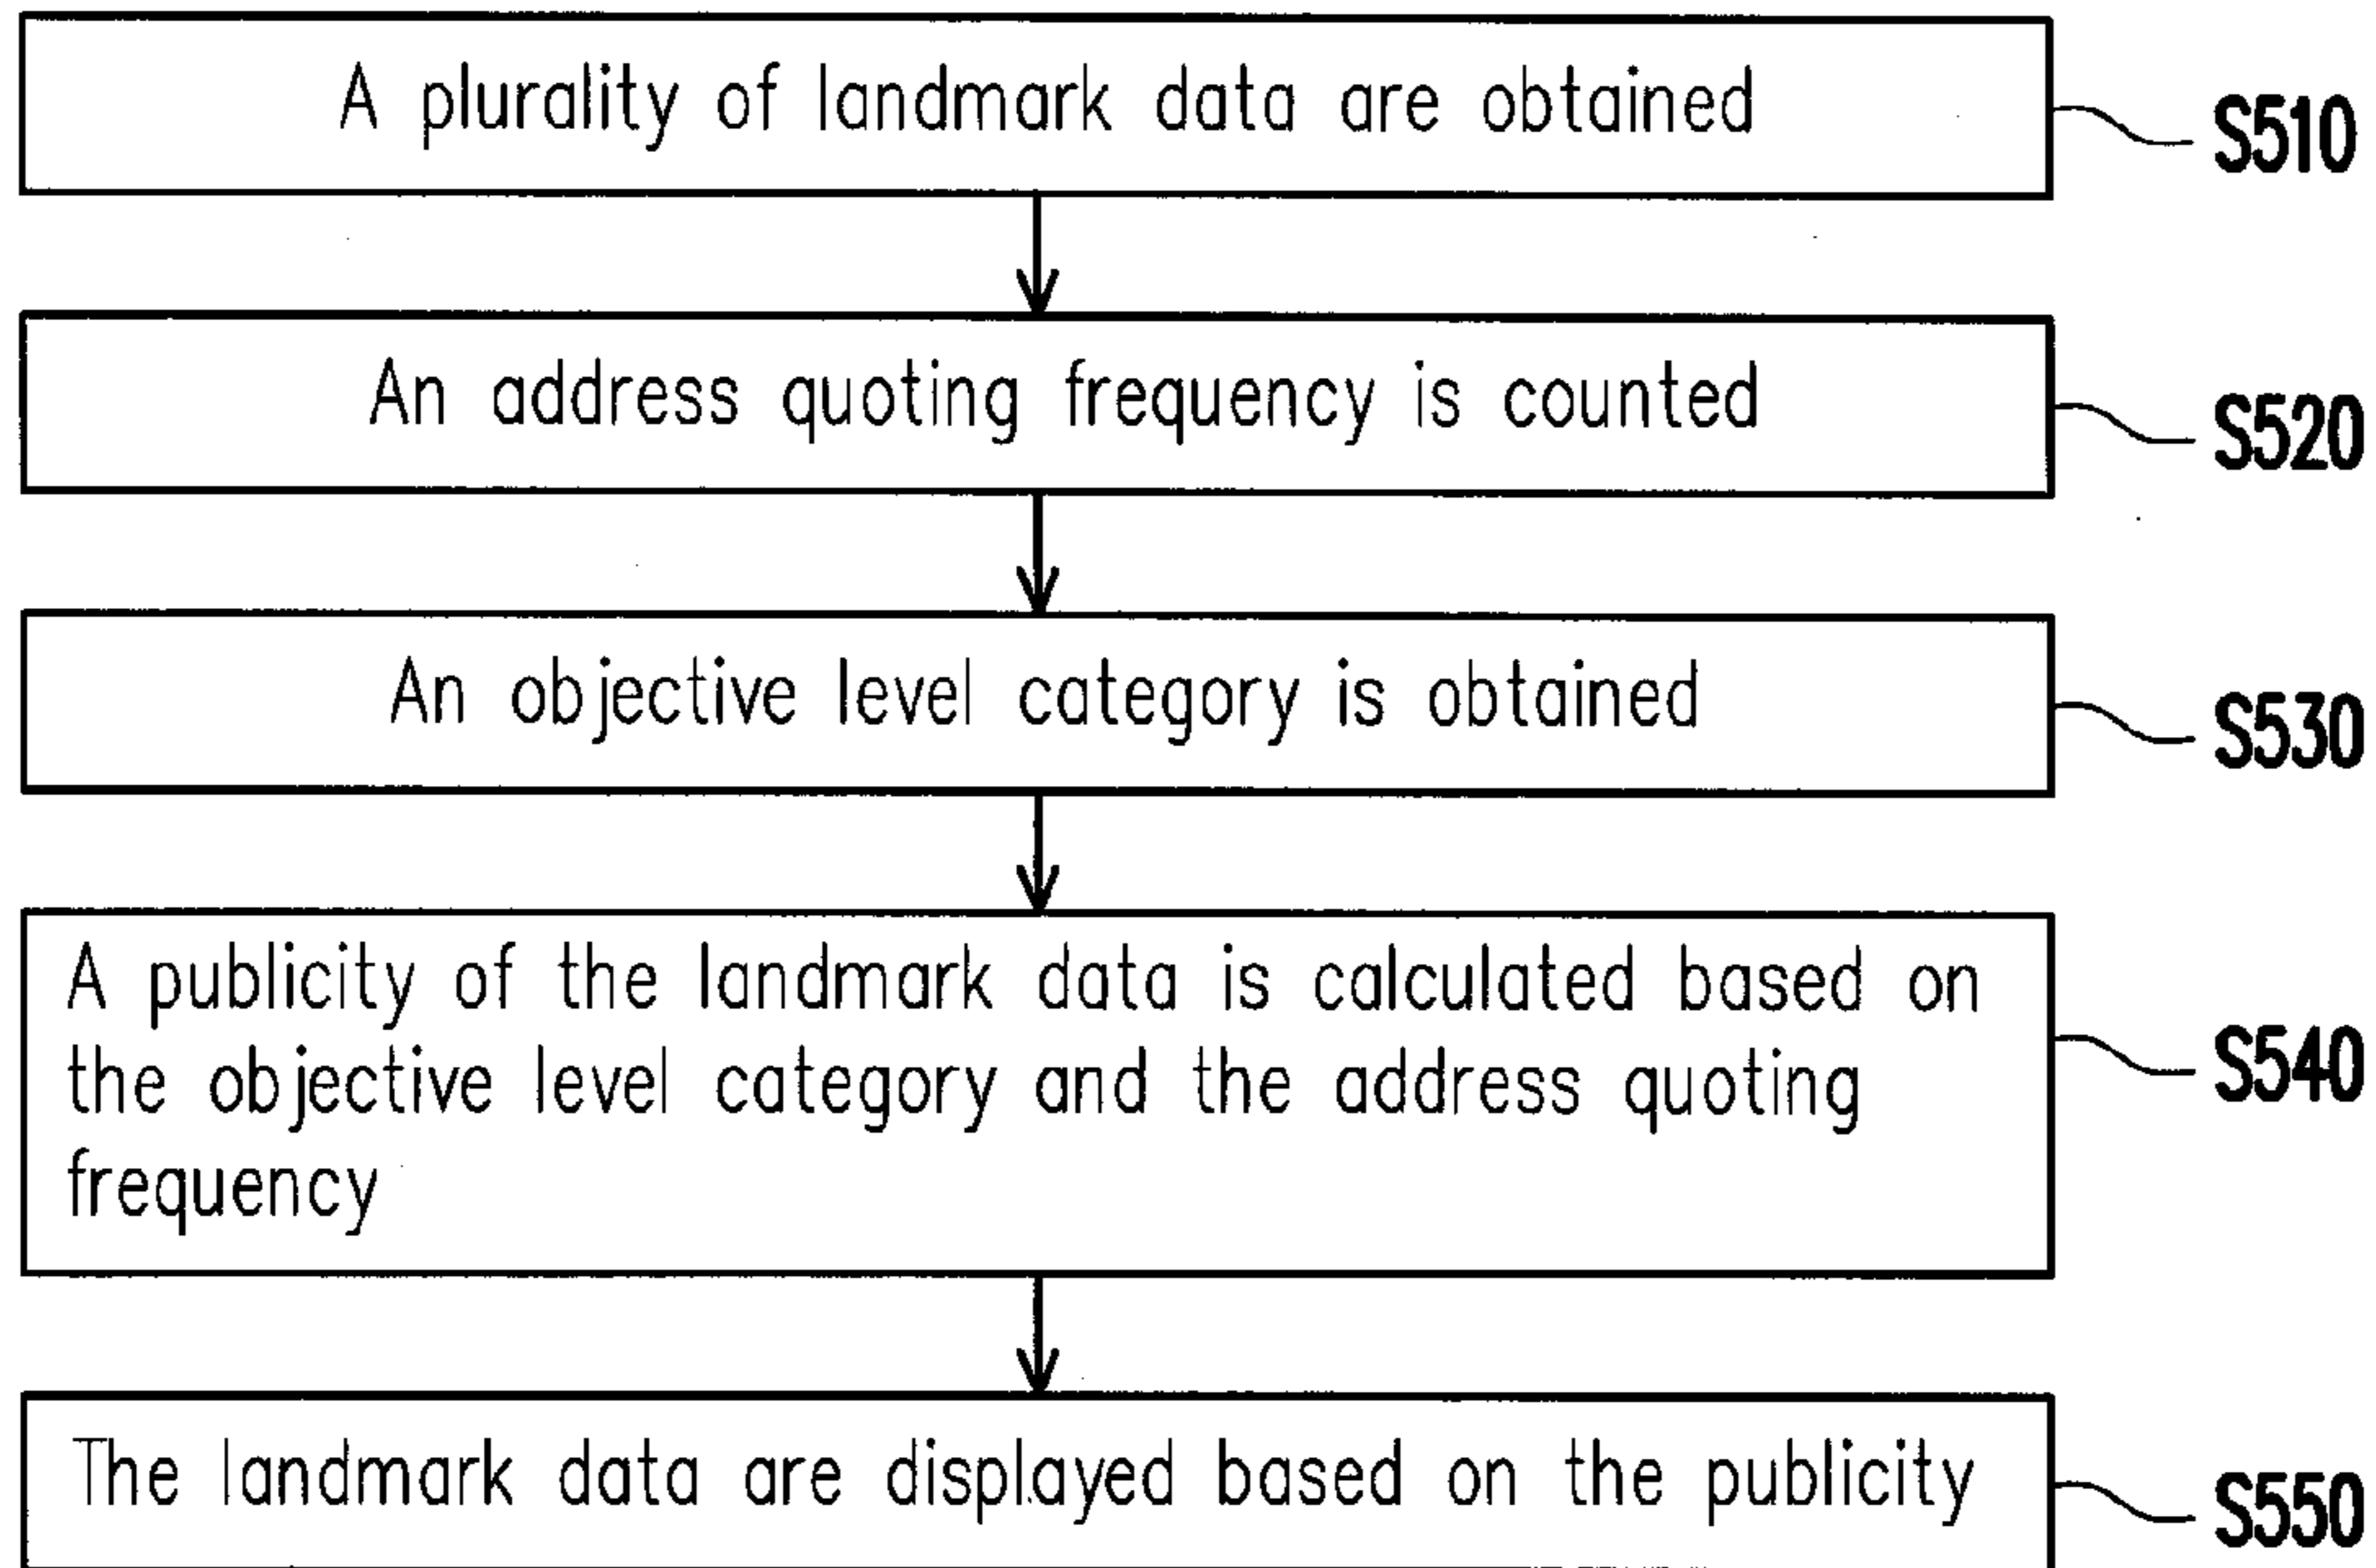 A plurality of landmark data are obtained
S510
An address quoting frequency is counted
S520
An objective level category is obtained
S530
A publicity of the landmark data is calculated based on
the objective level category and the address quoting
frequency
S540
The landmark data are displayed based on the publicity
S550